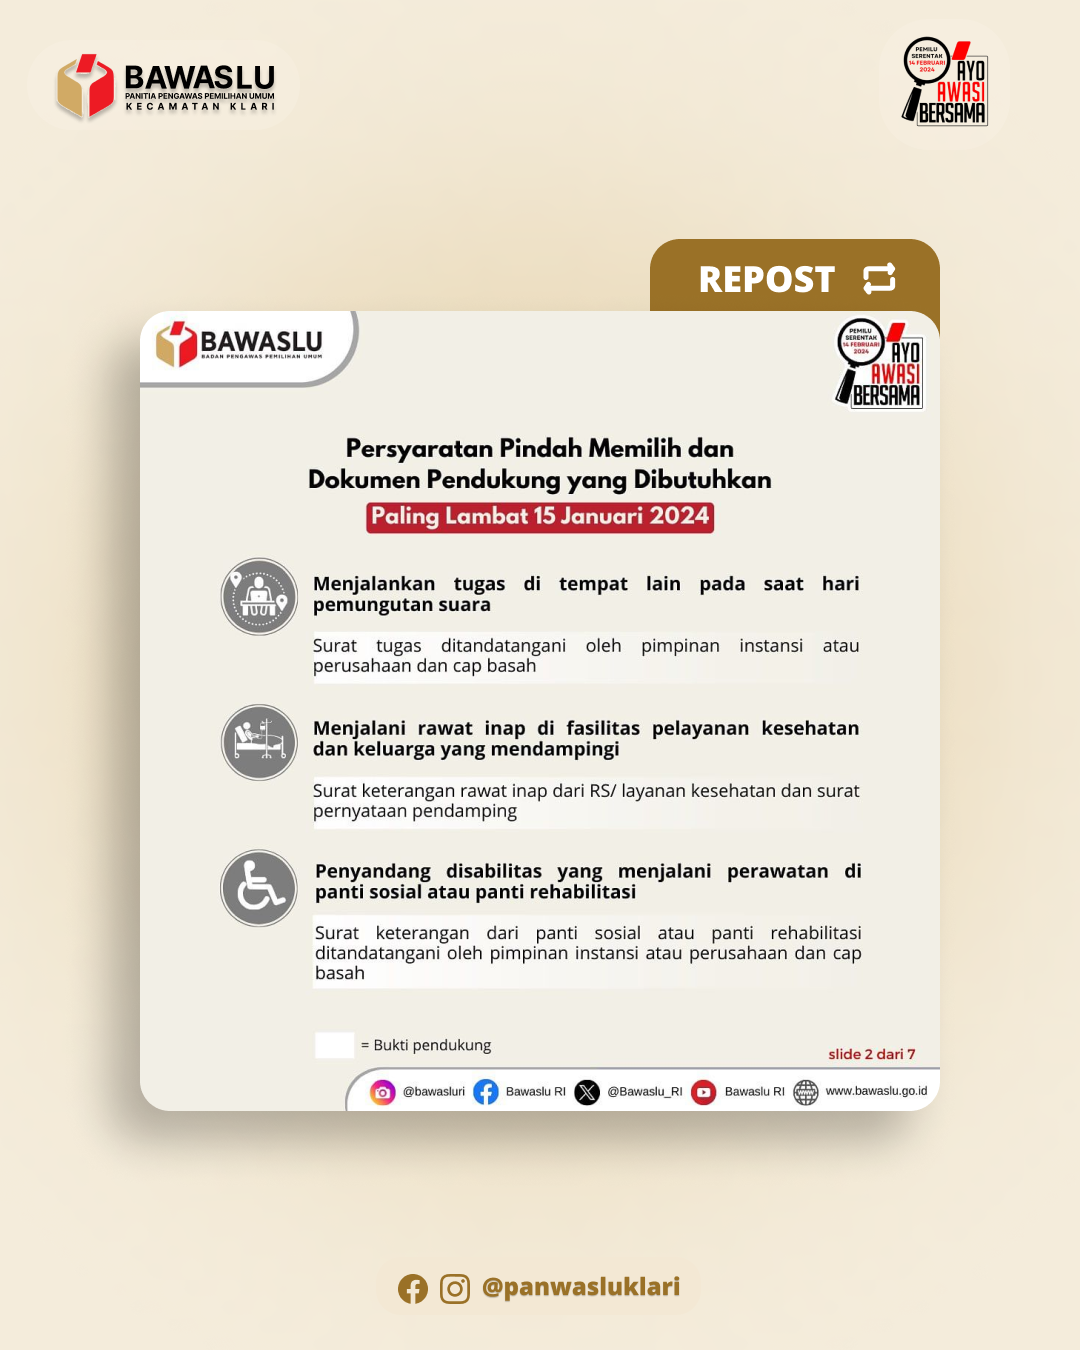 BAWASLU
PANITIA PENGAWAS PEMILIHAN UMUM
KECAMATAN KLARI
PEMILU
SERENTAK
14 FEBRUARI
2024
AYO
AWASI
BERSAMA
REPOST
BAWASLU
BADAN PENGAWAS PEMILIHAN UMUM
PEMILU
SERENTAK
14 FEBRUARI
2024
AYO
AWASI
BERSAMA
Persyaratan Pindah Memilih dan
Dokumen Pendukung yang Dibutuhkan
Paling Lambat 15 Januari 2024
Menjalankan tugas di tempat lain pada saat hari
pemungutan suara
Surat tugas ditandatangani oleh pimpinan instansi atau
perusahaan dan cap basah
Menjalani rawat inap di fasilitas pelayanan kesehatan
dan keluarga yang mendampingi
Surat keterangan rawat inap dari RS/ layanan kesehatan dan surat
pernyataan pendamping
Penyandang disabilitas yang menjalani perawatan di
panti sosial atau panti rehabilitasi
Surat keterangan dari panti sosial atau panti rehabilitasi
ditandatangani oleh pimpinan instansi atau perusahaan dan cap
basah
= Bukti pendukung
slide 2 dari 7
@bawasluri Bawaslu RI @Bawaslu_RI Bawaslu RI www.bawaslu.go.id
@panwasluklari